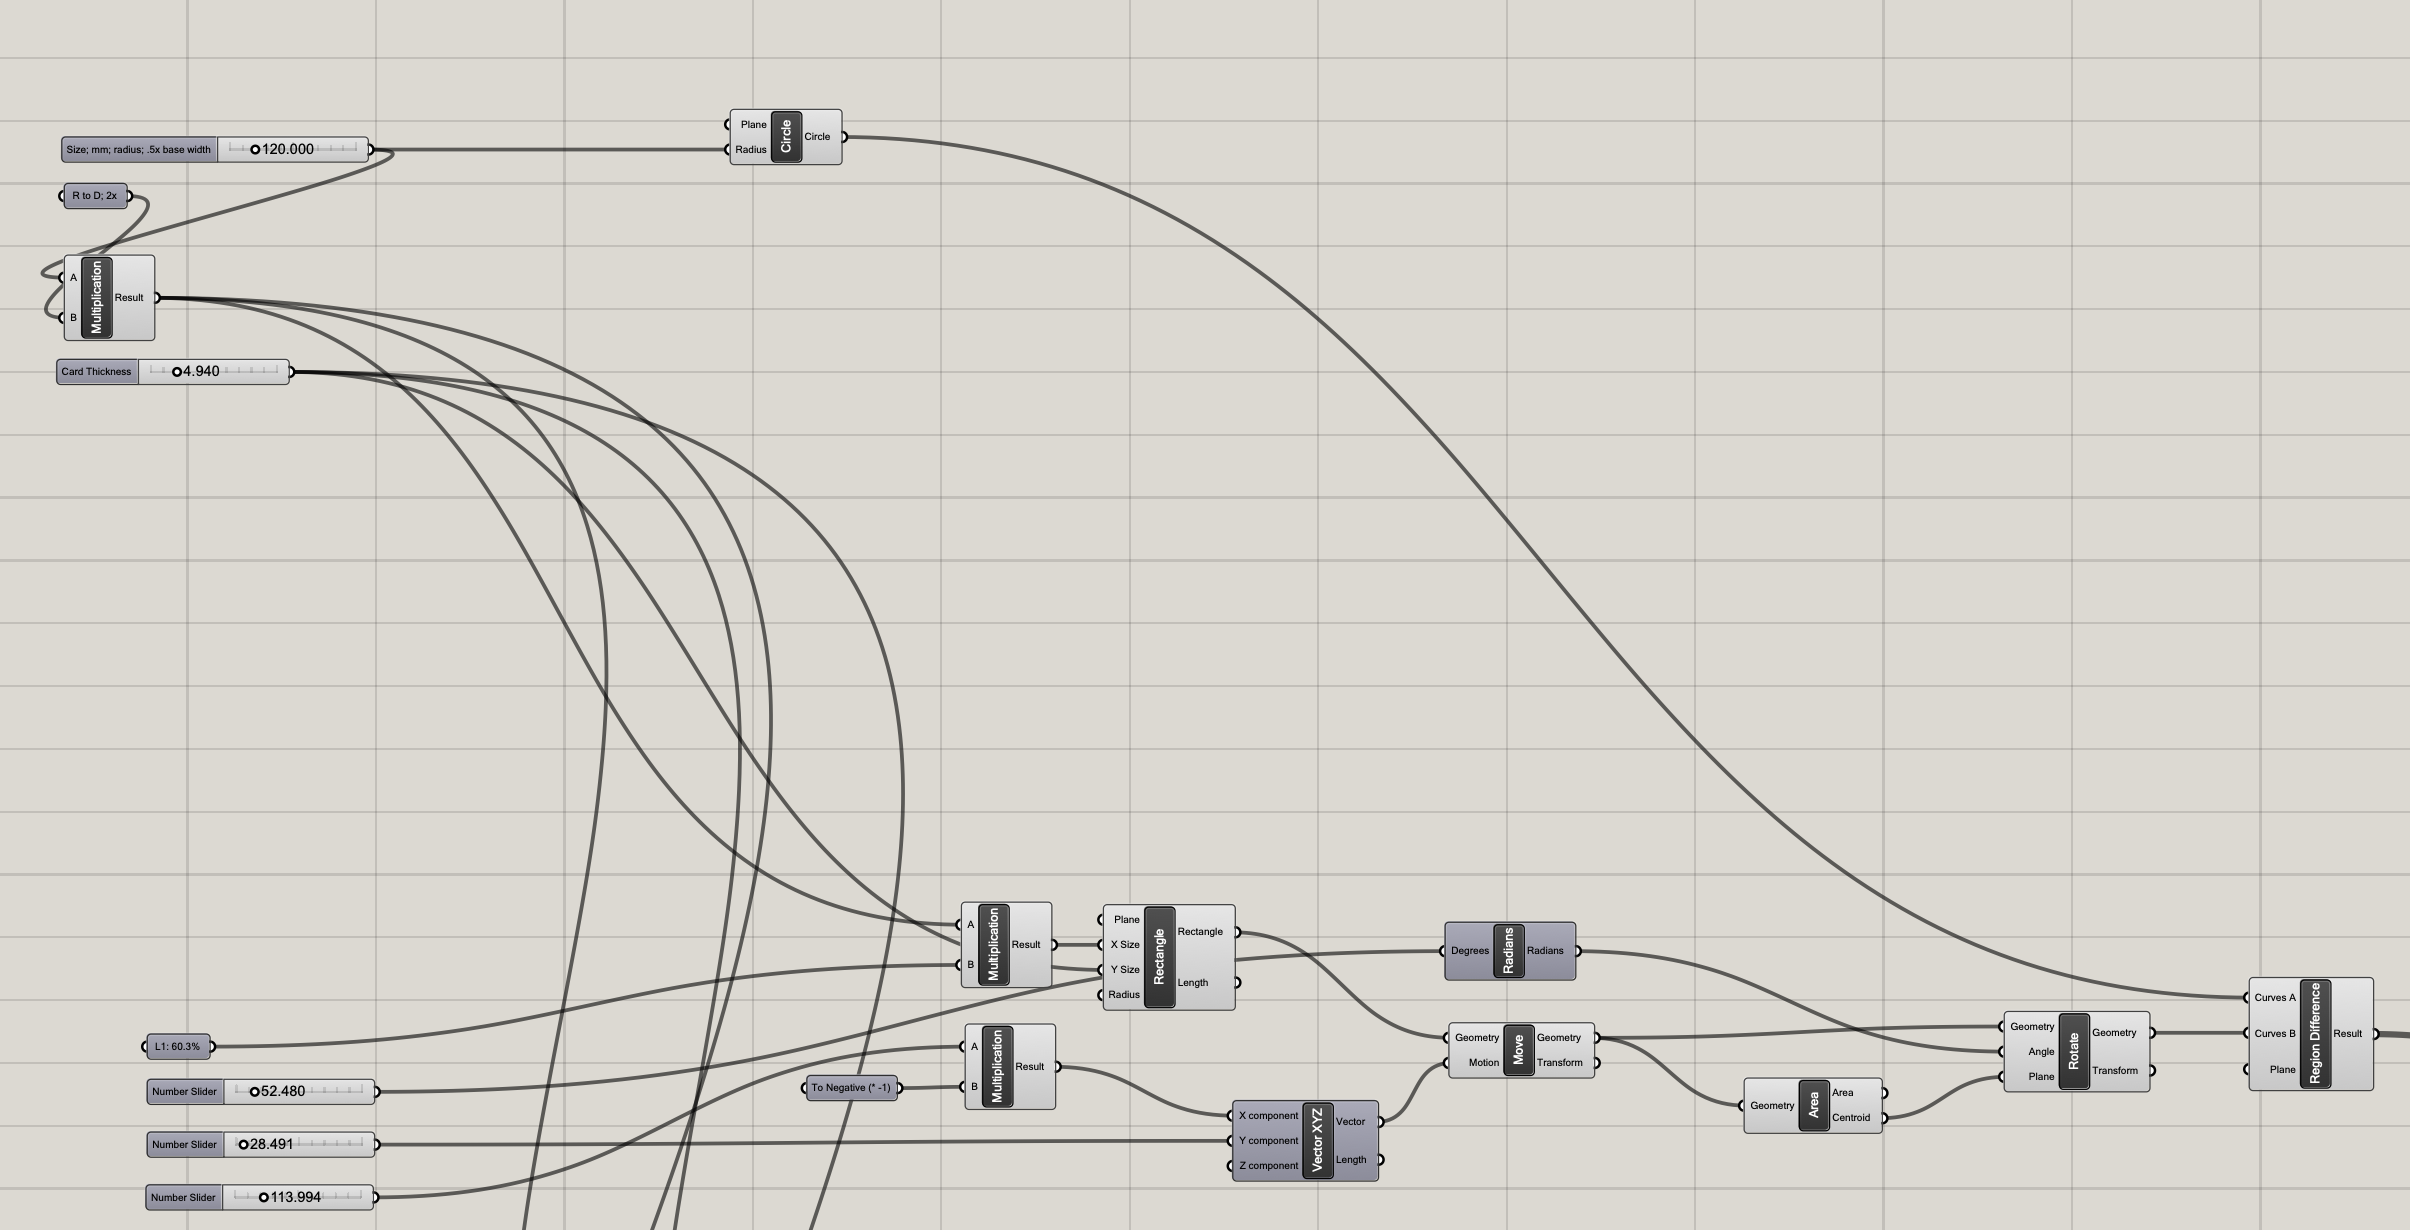 Size; mm; radius; .5x base width
120.000
Plane
Radius
Circle
Circle
R to D; 2x
A
B
Multiplication
Result
Card Thickness
4.940
A
B
Multiplication
Result
Plane
X Size
Y Size
Radius
Rectangle
Rectangle
Length
Degrees
Radians
Radians
L1: 60.3%
Number Slider
52.480
Number Slider
28.491
Number Slider
113.994
To Negative (* -1)
A
B
Multiplication
Result
X component
Y component
Z component
Vector XYZ
Vector
Length
Geometry
Motion
Move
Geometry
Transform
Geometry
Area
Area
Centroid
Geometry
Angle
Plane
Rotate
Geometry
Transform
Curves A
Curves B
Plane
Region Difference
Result